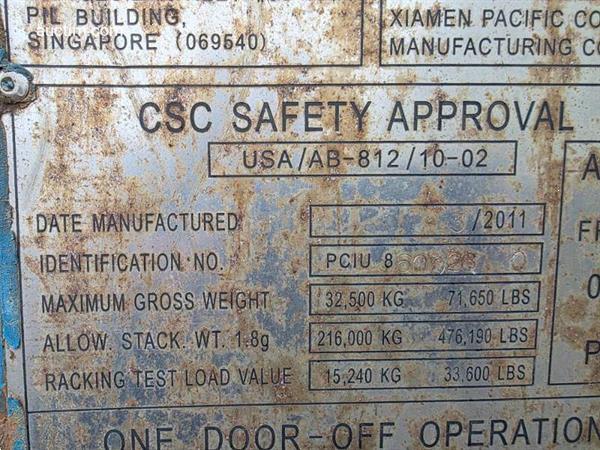 PIL BUILDING,
SINGAPORE (069540)
XIAMEN PACIFIC CO
MANUFACTURING CO
CSC SAFETY APPROVAL
USA/AB-812/10-02
DATE MANUFACTURED
/2011
IDENTIFICATION NO.
PCIU 8
MAXIMUM GROSS WEIGHT
32,500 KG 71,650 LBS
ALLOW. STACK. WT. 1.8g
216,000 KG 476,190 LBS
RACKING TEST LOAD VALUE
15,240 KG 33,600 LBS
ONE DOOR-OFF OPERATION